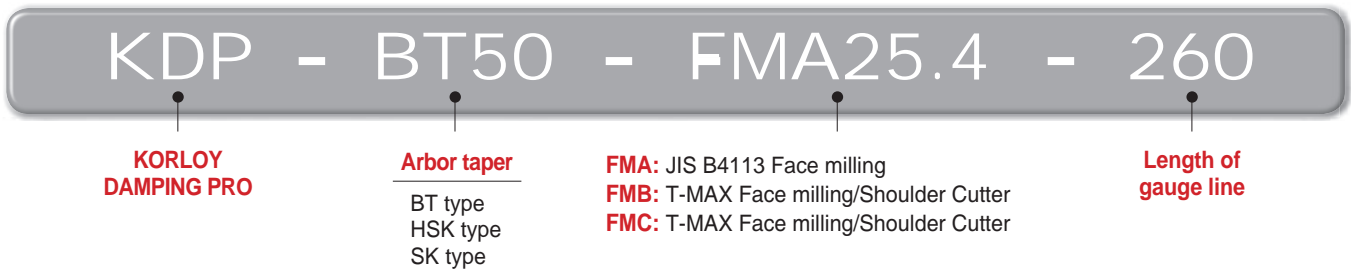 KDP - BT50 - FMA25.4 - 260
KORLOY
DAMPING PRO
Arbor taper
BT type
HSK type
SK type
FMA: JIS B4113 Face milling
FMB: T-MAX Face milling/Shoulder Cutter
FMC: T-MAX Face milling/Shoulder Cutter
Length of
gauge line